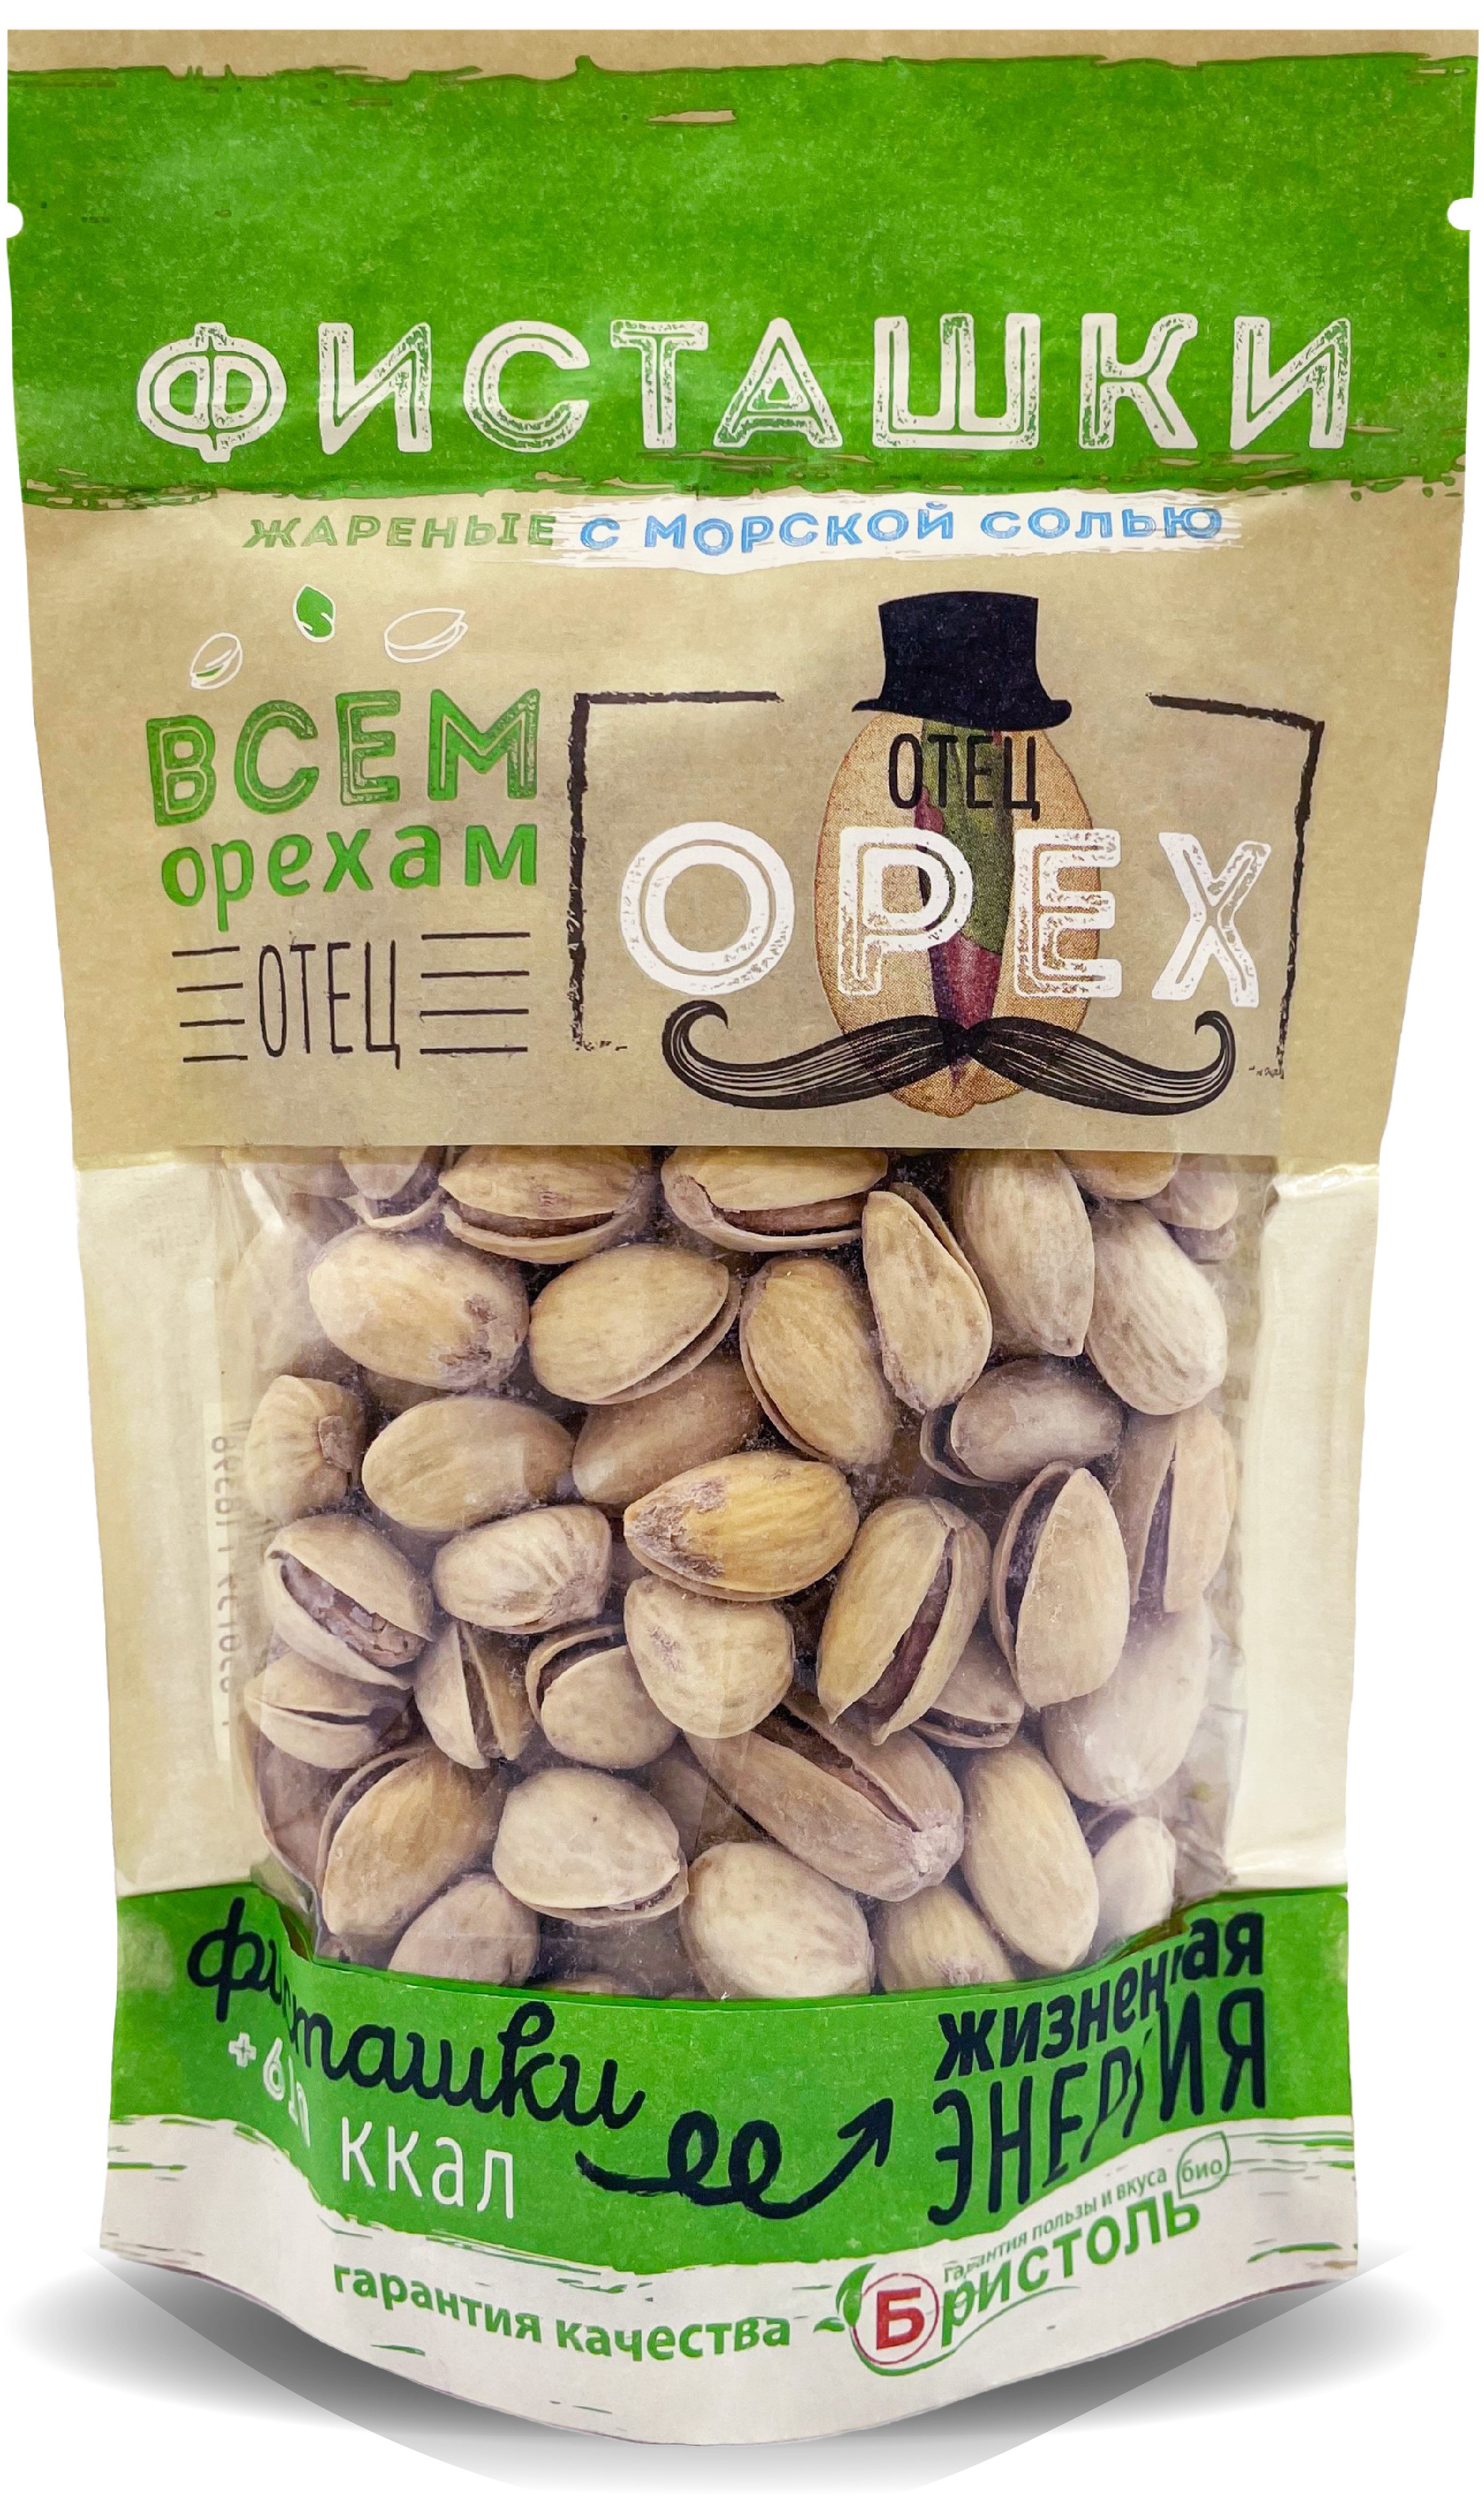 ФИСТАШКИ
ЖАРЕНЫЕ С МОРСКОЙ СОЛЬЮ
ВСЕМ
орехам
ОТЕЦ
ОТЕЦ
ОРЕХ
фисташки
ккал
жизненная
ЭНЕРГИЯ
гарантия качества
гарантия пользы и вкуса био
Бристоль